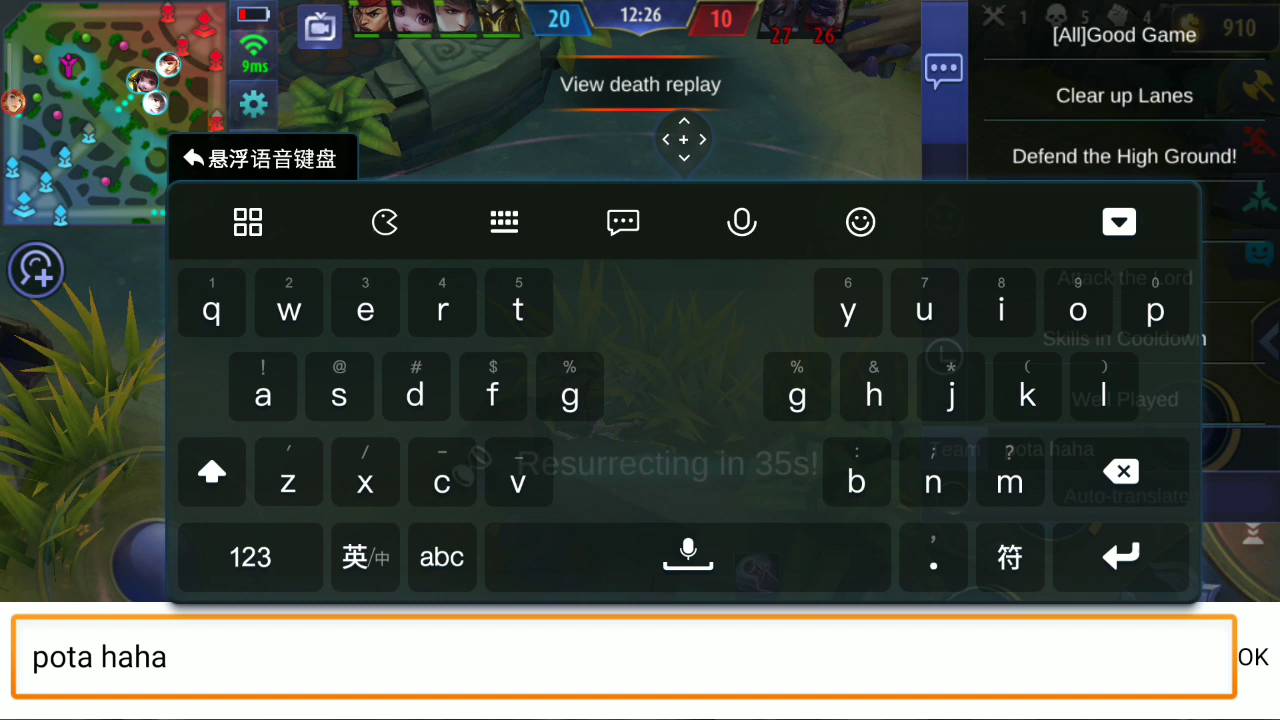 20 12:26 10
27 26
5 4 910
9ms
View death replay
[All]Good Game
Clear up Lanes
Defend the High Ground!
Attack the Lord
Skills in Cooldown
Well Played
Team pota haha
Auto-translate
悬浮语音键盘
1 2 3 4 5 6 7 8 9 0
q w e r t y u i o p
! @ # $ % % & * ( )
a s d f g g h j k l
' / - _ : ; ?
z x c v b n m
Resurrecting in 35s!
123 英/中 abc , . 符
pota haha
OK